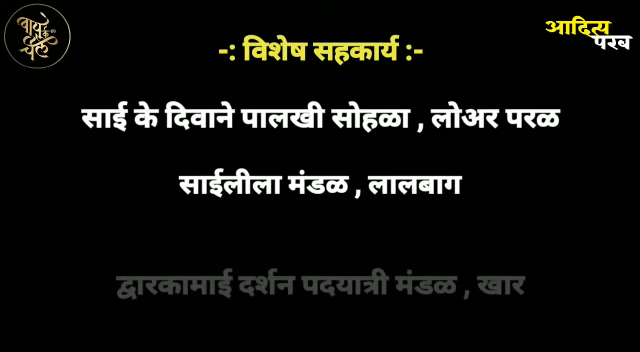 आदित्य
परब
-: विशेष सहकार्य :-
साई के दिवाने पालखी सोहळा , लोअर परळ
साईलीला मंडळ , लालबाग
द्वारकामाई दर्शन पदयात्री मंडळ , खार